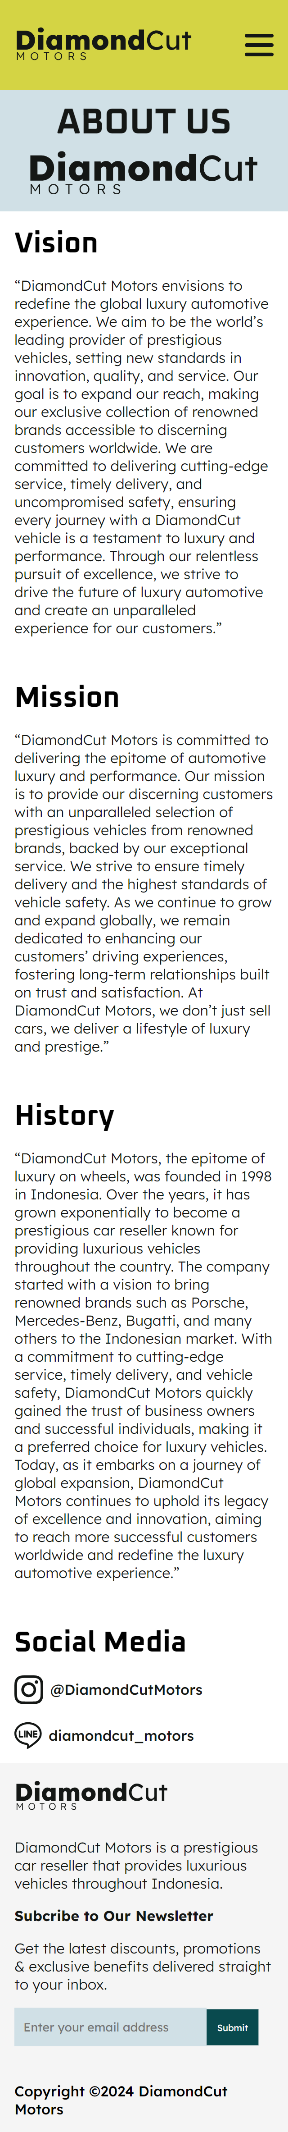 DiamondCut
MOTORS
ABOUT US
DiamondCut
MOTORS
Vision
“DiamondCut Motors envisions to
redefine the global luxury automotive
experience. We aim to be the world’s
leading provider of prestigious
vehicles, setting new standards in
innovation, quality, and service. Our
goal is to expand our reach, making
our exclusive collection of renowned
brands accessible to discerning
customers worldwide. We are
committed to delivering cutting-edge
service, timely delivery, and
uncompromised safety, ensuring
every journey with a DiamondCut
vehicle is a testament to luxury and
performance. Through our relentless
pursuit of excellence, we strive to
drive the future of luxury automotive
and create an unparalleled
experience for our customers.”
Mission
“DiamondCut Motors is committed to
delivering the epitome of automotive
luxury and performance. Our mission
is to provide our discerning customers
with an unparalleled selection of
prestigious vehicles from renowned
brands, backed by our exceptional
service. We strive to ensure timely
delivery and the highest standards of
vehicle safety. As we continue to grow
and expand globally, we remain
dedicated to enhancing our
customers’ driving experiences,
fostering long-term relationships built
on trust and satisfaction. At
DiamondCut Motors, we don’t just sell
cars, we deliver a lifestyle of luxury
and prestige.”
History
“DiamondCut Motors, the epitome of
luxury on wheels, was founded in 1998
in Indonesia. Over the years, it has
grown exponentially to become a
prestigious car reseller known for
providing luxurious vehicles
throughout the country. The company
started with a vision to bring
renowned brands such as Porsche,
Mercedes-Benz, Bugatti, and many
others to the Indonesian market. With
a commitment to cutting-edge
service, timely delivery, and vehicle
safety, DiamondCut Motors quickly
gained the trust of business owners
and successful individuals, making it
a preferred choice for luxury vehicles.
Today, as it embarks on a journey of
global expansion, DiamondCut
Motors continues to uphold its legacy
of excellence and innovation, aiming
to reach more successful customers
worldwide and redefine the luxury
automotive experience.”
Social Media
@DiamondCutMotors
LINE diamondcut_motors
DiamondCut
MOTORS
DiamondCut Motors is a prestigious
car reseller that provides luxurious
vehicles throughout Indonesia.
Subcribe to Our Newsletter
Get the latest discounts, promotions
& exclusive benefits delivered straight
to your inbox.
Enter your email address Submit
Copyright ©2024 DiamondCut
Motors